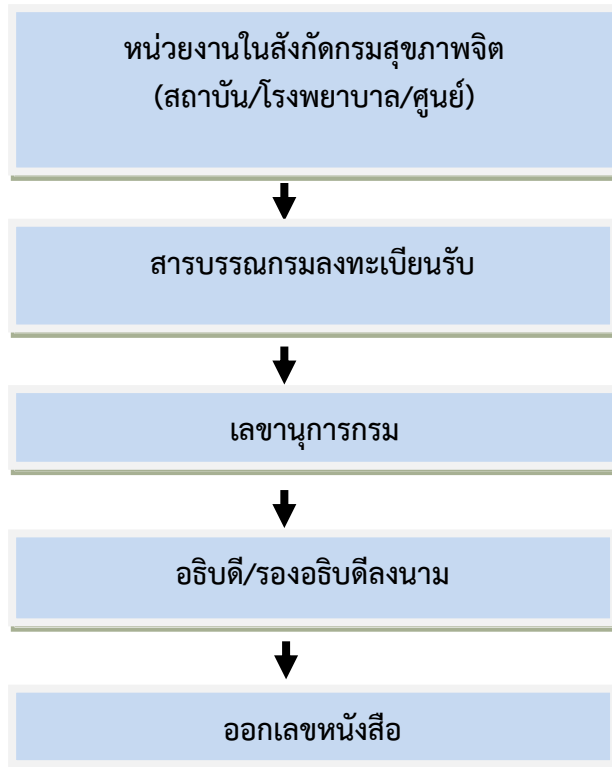 หน่วยงานในสังกัดกรมสุขภาพจิต
(สถาบัน/โรงพยาบาล/ศูนย์)
สารบรรณกรมลงทะเบียนรับ
เลขานุการกรม
อธิบดี/รองอธิบดีลงนาม
ออกเลขหนังสือ